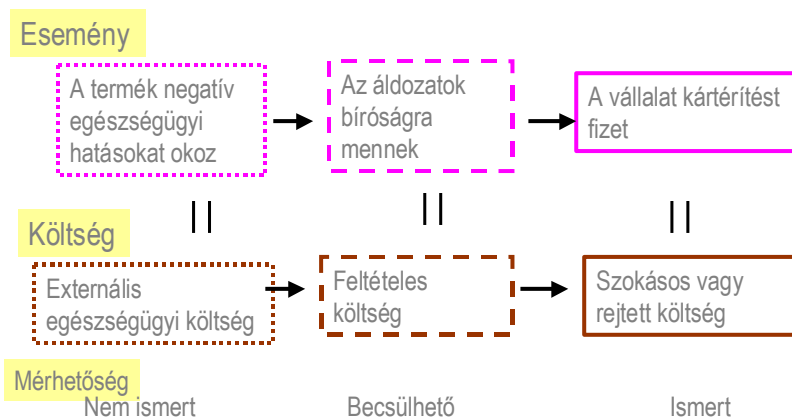 Esemény
A termék negatív
egészségügyi
hatásokat okoz
Az áldozatok
bíróságra
mennek
A vállalat kártérítést
fizet
Költség
Externális
egészségügyi költség
Feltételes
költség
Szokásos vagy
rejtett költség
Mérhetőség
Nem ismert
Becsülhető
Ismert